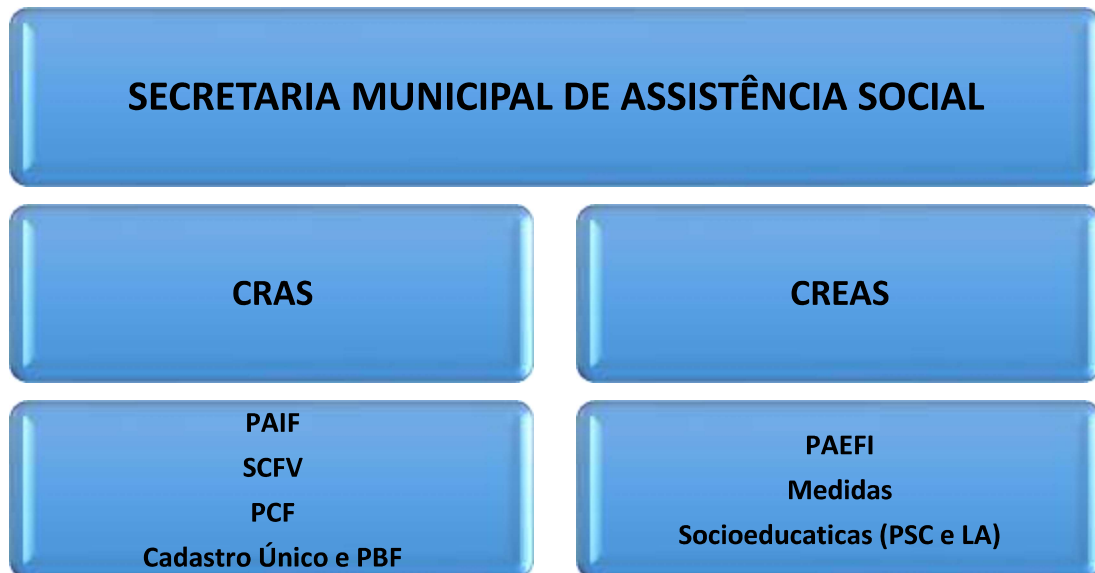 SECRETARIA MUNICIPAL DE ASSISTÊNCIA SOCIAL
CRAS
CREAS
PAIF
SCFV
PCF
Cadastro Único e PBF
PAEFI
Medidas
Socioeducaticas (PSC e LA)